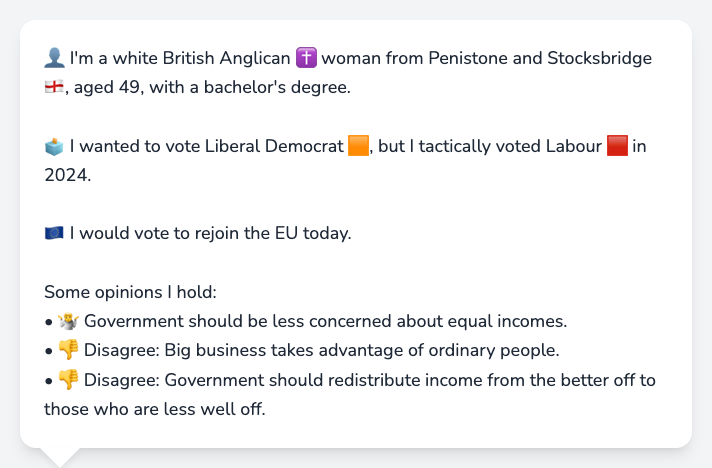 👤 I'm a white British Anglican ✝️ woman from Penistone and Stocksbridge
🏴󠁧󠁢󠁥󠁮󠁧󠁿, aged 49, with a bachelor's degree.
🗳️ I wanted to vote Liberal Democrat 🟧, but I tactically voted Labour 🟥 in
2024.
🇪🇺 I would vote to rejoin the EU today.
Some opinions I hold:
• 🤷 Government should be less concerned about equal incomes.
• 👎 Disagree: Big business takes advantage of ordinary people.
• 👎 Disagree: Government should redistribute income from the better off to
those who are less well off.